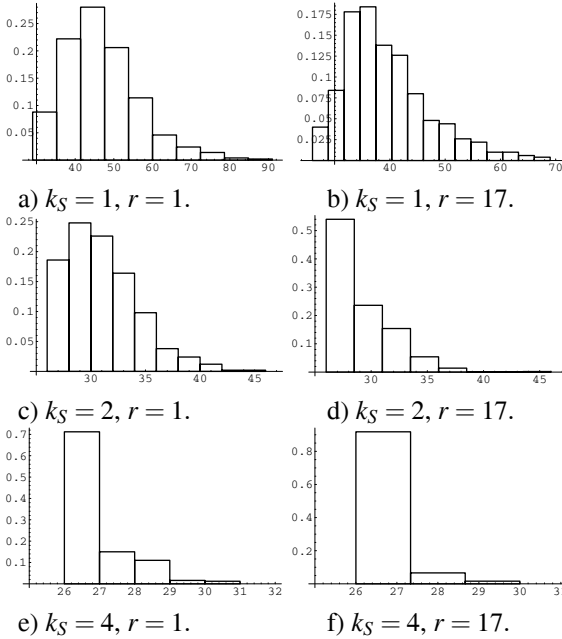 0.25
0.2
0.15
0.1
0.05
40 50 60 70 80 90
a) k_S = 1, r = 1.
0.175
0.15
0.125
0.1
0.075
0.05
0.025
40 50 60 70
b) k_S = 1, r = 17.
0.25
0.2
0.15
0.1
0.05
30 35 40 45
c) k_S = 2, r = 1.
0.5
0.4
0.3
0.2
0.1
30 35 40 45
d) k_S = 2, r = 17.
0.7
0.6
0.5
0.4
0.3
0.2
0.1
26 27 28 29 30 31 32
e) k_S = 4, r = 1.
0.8
0.6
0.4
0.2
26 27 28 29 30 31
f) k_S = 4, r = 17.